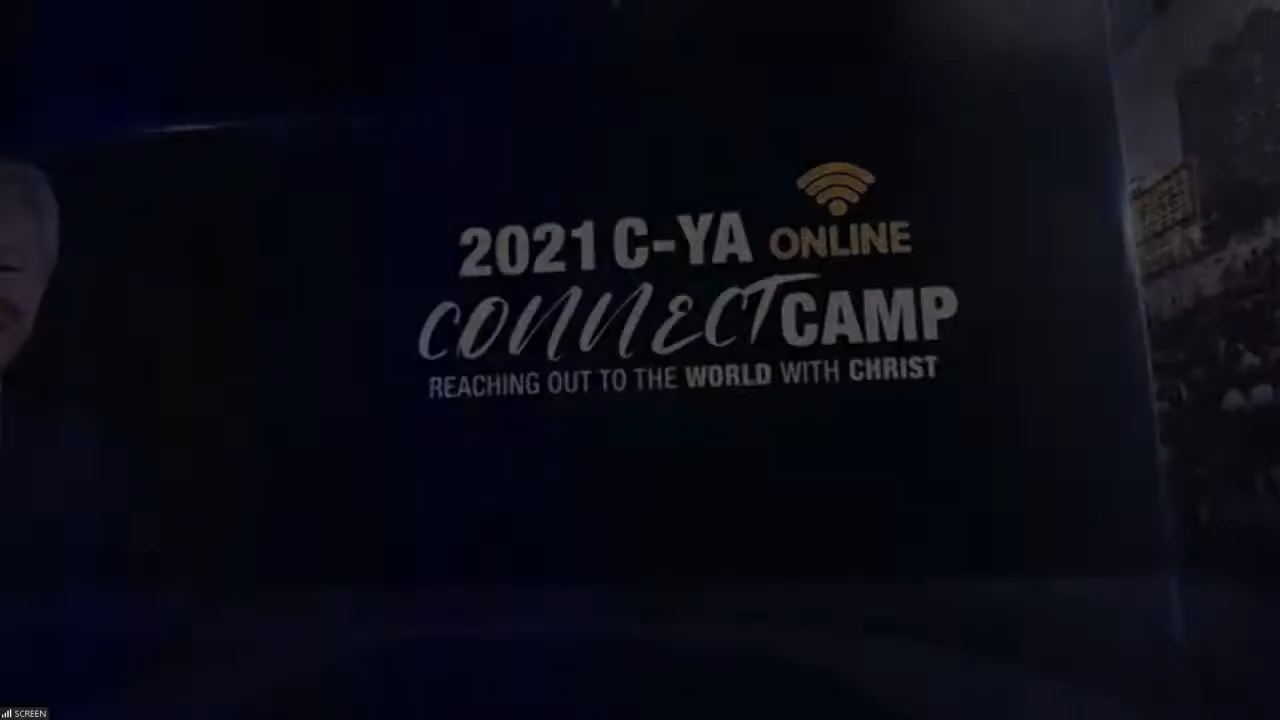 2021 C-YA ONLINE
CONNECT CAMP
REACHING OUT TO THE WORLD WITH CHRIST
SCREEN